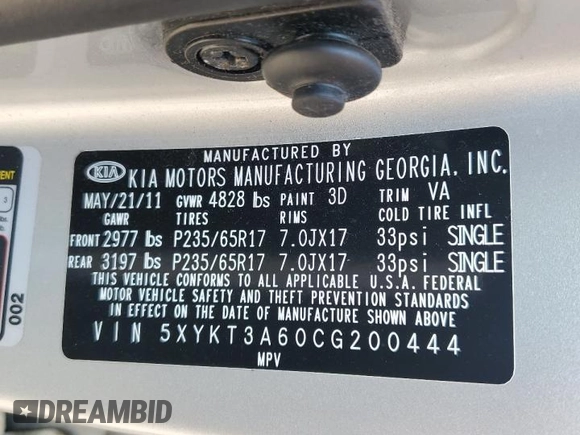 MANUFACTURED BY
KIA KIA MOTORS MANUFACTURING GEORGIA, INC.
MAY/21/11 GVWR 4828 lbs PAINT 3D TRIM VA
GAWR TIRES RIMS COLD TIRE INFL
FRONT 2977 lbs P235/65R17 7.0JX17 33psi SINGLE
REAR 3197 lbs P235/65R17 7.0JX17 33psi SINGLE
THIS VEHICLE CONFORMS TO ALL APPLICABLE U.S.A. FEDERAL
MOTOR VEHICLE SAFETY AND THEFT PREVENTION STANDARDS
IN EFFECT ON THE DATE OF MANUFACTURE SHOWN ABOVE
VIN 5XYKT3A60CG200444
MPV
002
DREAMBID